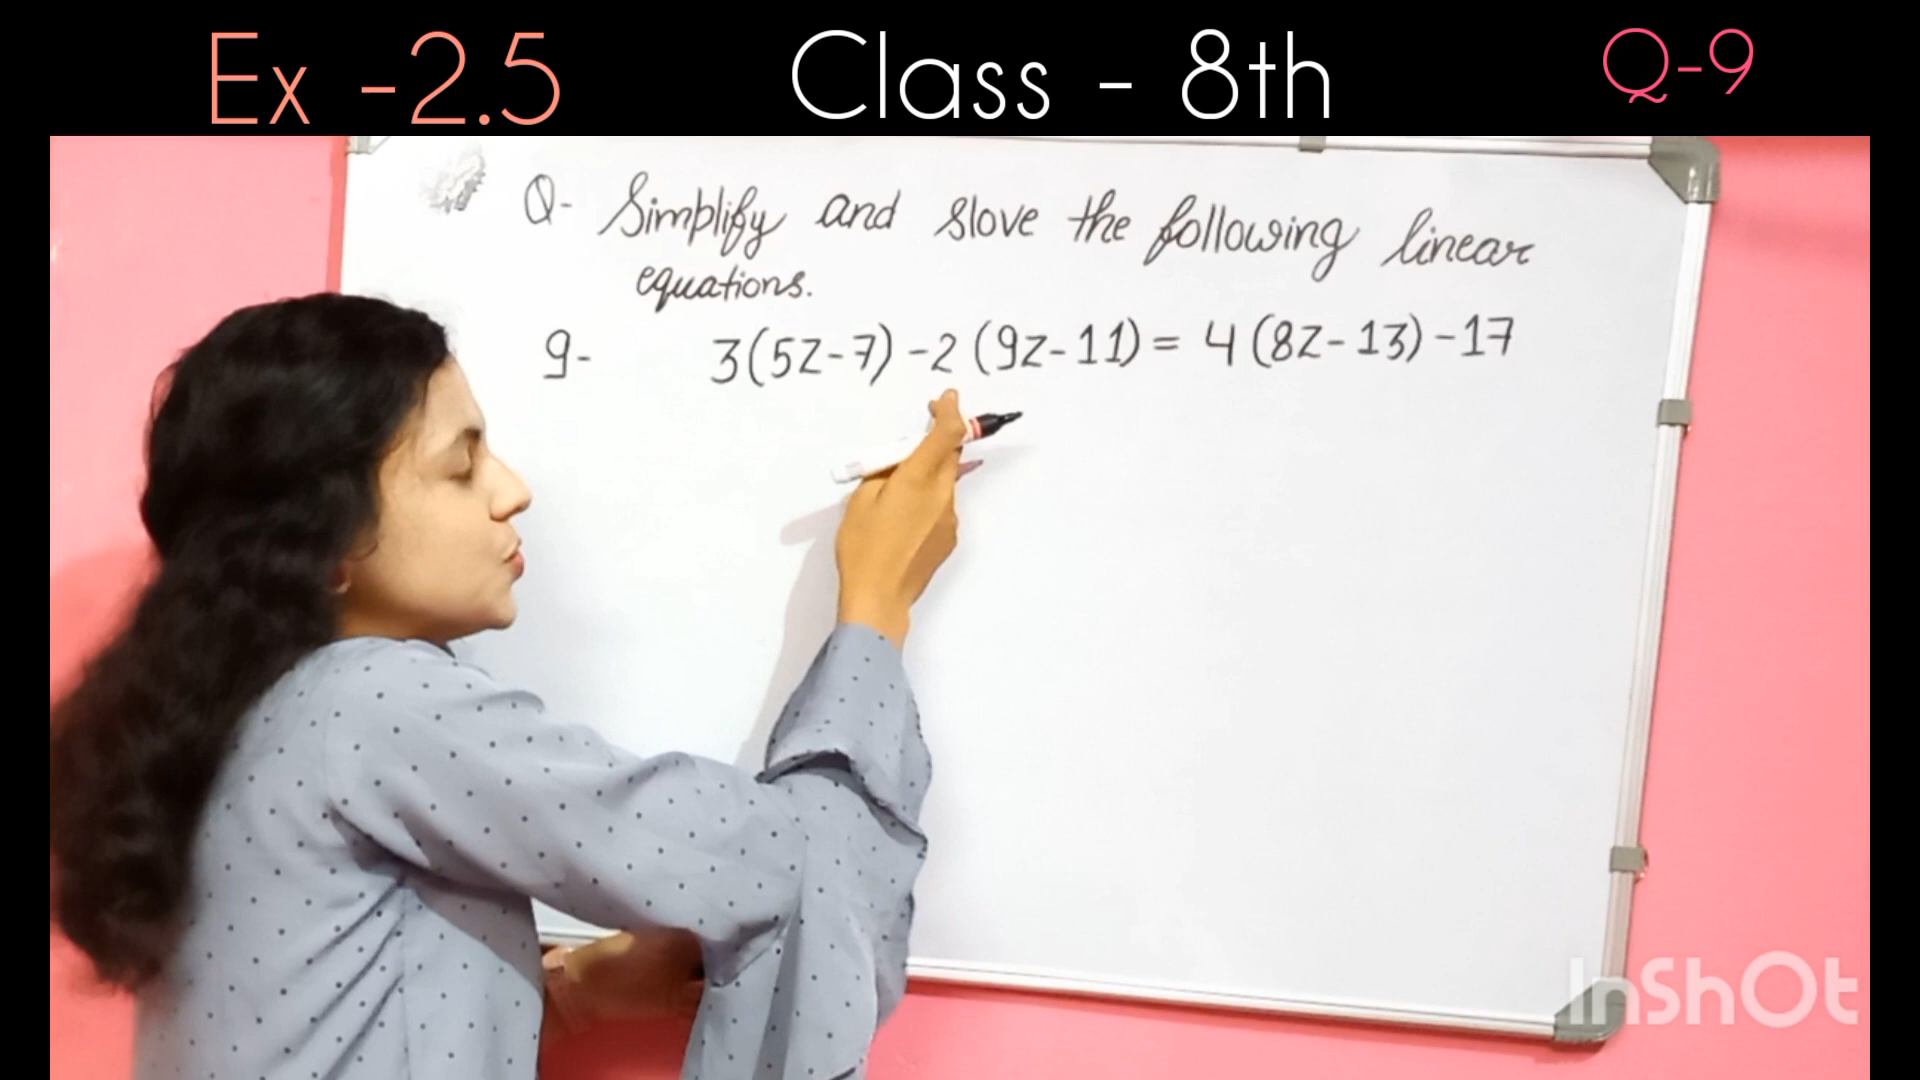 Ex -2.5 Class - 8th Q-9
Q- Simplify and slove the following linear
equations.
9- 3(5z-7) -2 (9z-11) = 4 (8z-13) -17
InShOt